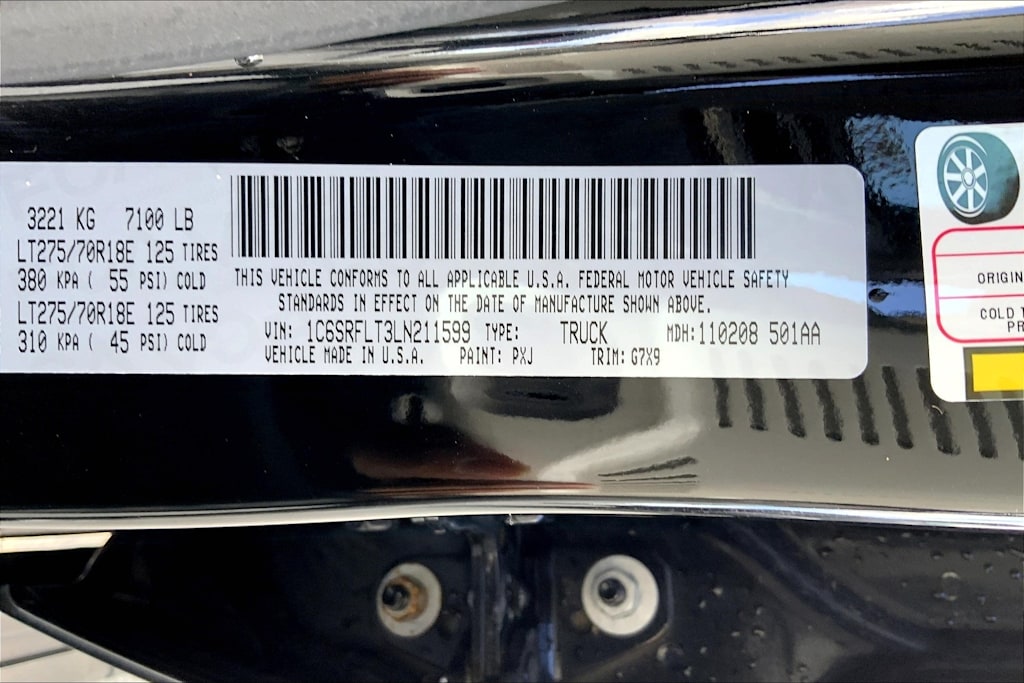 3221 KG 7100 LB
LT275/70R18E 125 TIRES
380 KPA ( 55 PSI) COLD
LT275/70R18E 125 TIRES
310 KPA ( 45 PSI) COLD
THIS VEHICLE CONFORMS TO ALL APPLICABLE U.S.A. FEDERAL MOTOR VEHICLE SAFETY
STANDARDS IN EFFECT ON THE DATE OF MANUFACTURE SHOWN ABOVE.
VIN: 1C6SRFLT3LN211599 TYPE: TRUCK MDH:110208 501AA
VEHICLE MADE IN U.S.A. PAINT: PXJ TRIM: G7X9
ORIGIN
COLD T
PR